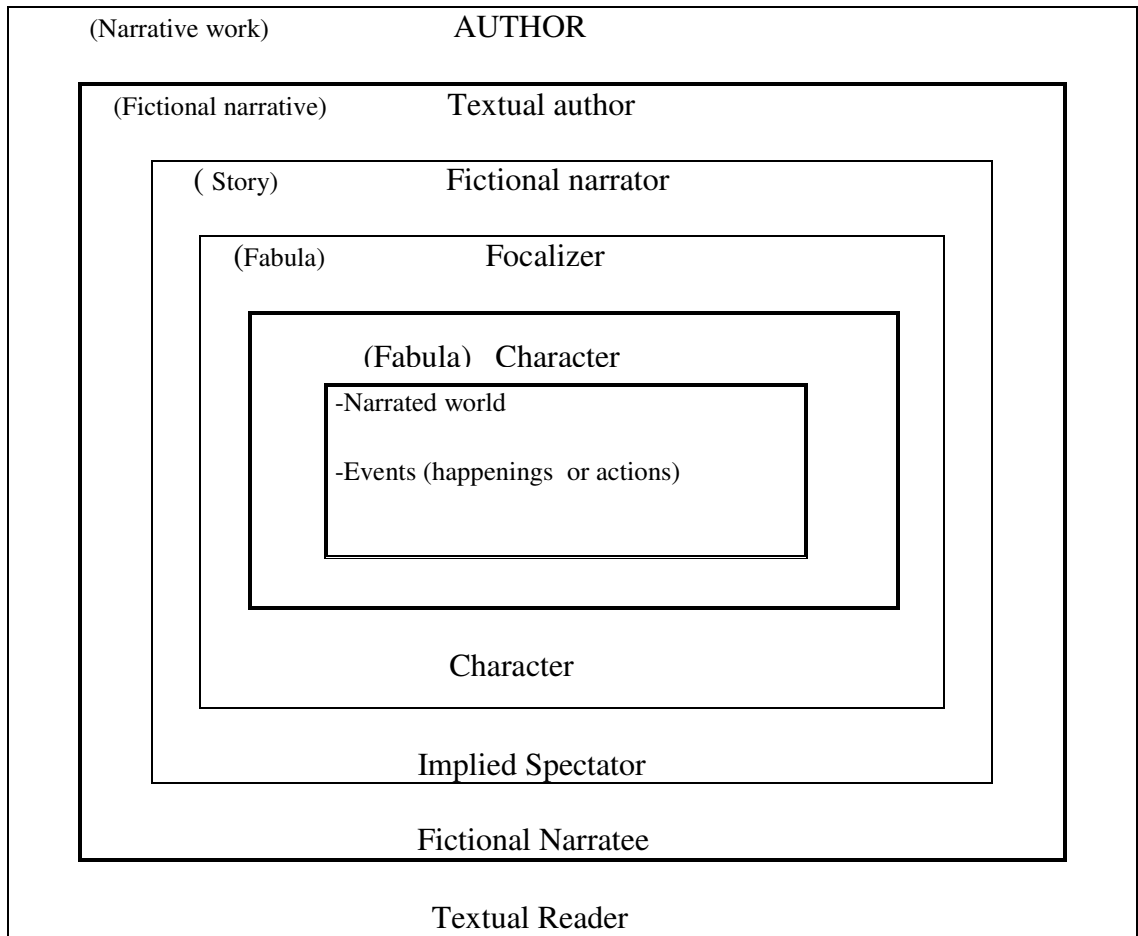 (Narrative work) AUTHOR
(Fictional narrative) Textual author
( Story) Fictional narrator
(Fabula) Focalizer
(Fabula) Character
-Narrated world
-Events (happenings or actions)
Character
Implied Spectator
Fictional Narratee
Textual Reader